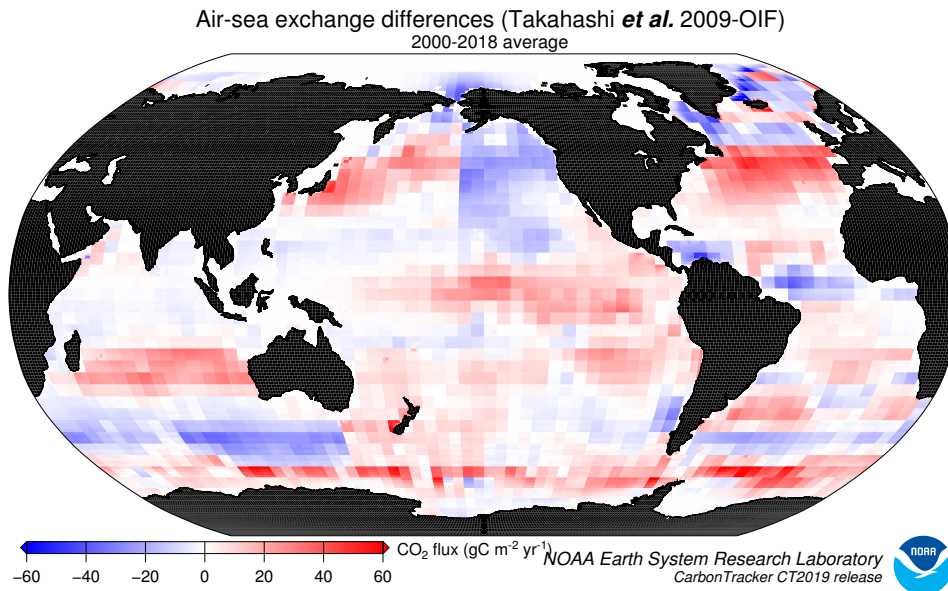 Air-sea exchange differences (Takahashi et al. 2009-OIF)
2000-2018 average
−60 −40 −20 0 20 40 60
CO₂ flux (gC m⁻² yr⁻¹)
NOAA Earth System Research Laboratory
CarbonTracker CT2019 release
NOAA